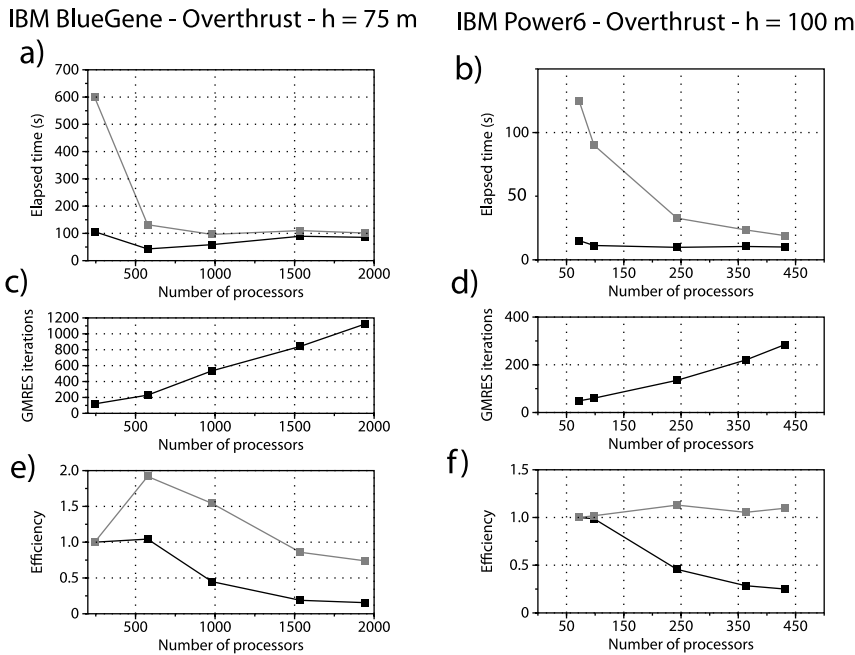 IBM BlueGene - Overthrust - h = 75 m
IBM Power6 - Overthrust - h = 100 m
a)
700
600
500
400
300
200
100
0
Elapsed time (s)
500
1000
1500
2000
Number of processors
b)
100
50
0
Elapsed time (s)
50
150
250
350
450
Number of processors
c)
1200
1000
800
600
400
200
0
GMRES iterations
500
1000
1500
2000
Number of processors
d)
400
200
0
GMRES iterations
50
150
250
350
450
Number of processors
e)
2.0
1.5
1.0
0.5
0
Efficiency
500
1000
1500
2000
Number of processors
f)
1.5
1.0
0.5
0
Efficiency
50
150
250
350
450
Number of processors